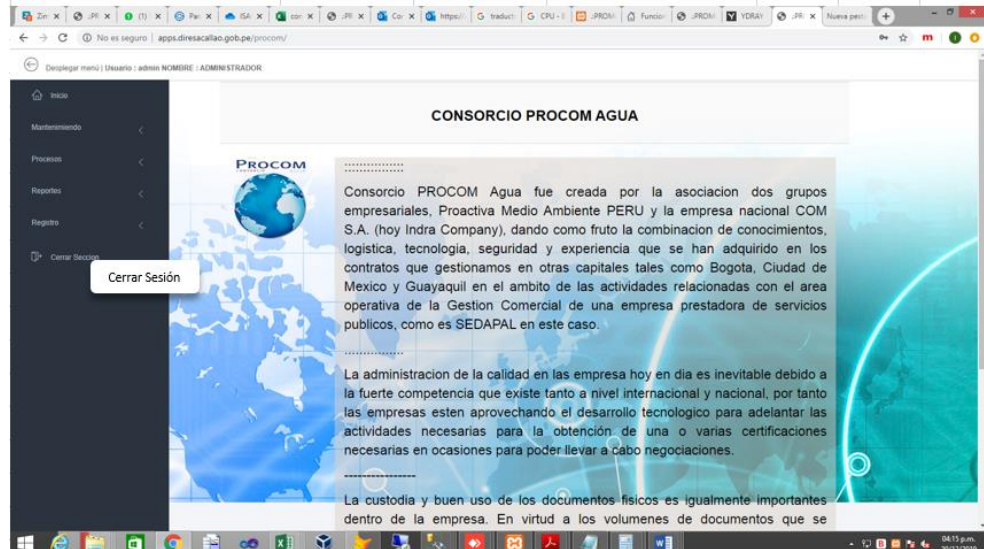 No es seguro | apps.diresacallao.gob.pe/procom/
Desplegar menú | Usuario : admin NOMBRE : ADMINISTRADOR
Inicio
Mantenimiendo
Procesos
Reportes
Registro
Cerrar Seccion
Cerrar Sesión
CONSORCIO PROCOM AGUA
PROCOM
::::::::::::::::
Consorcio PROCOM Agua fue creada por la asociacion dos grupos
empresariales, Proactiva Medio Ambiente PERU y la empresa nacional COM
S.A. (hoy Indra Company), dando como fruto la combinacion de conocimientos,
logistica, tecnologia, seguridad y experiencia que se han adquirido en los
contratos que gestionamos en otras capitales tales como Bogota, Ciudad de
Mexico y Guayaquil en el ambito de las actividades relacionadas con el area
operativa de la Gestion Comercial de una empresa prestadora de servicios
publicos, como es SEDAPAL en este caso.
................
La administracion de la calidad en las empresa hoy en dia es inevitable debido a
la fuerte competencia que existe tanto a nivel internacional y nacional, por tanto
las empresas esten aprovechando el desarrollo tecnologico para adelantar las
actividades necesarias para la obtención de una o varias certificaciones
necesarias en ocasiones para poder llevar a cabo negociaciones.
----------------
La custodia y buen uso de los documentos fisicos es igualmente importantes
dentro de la empresa. En virtud a los volumenes de documentos que se
04:15 p.m.